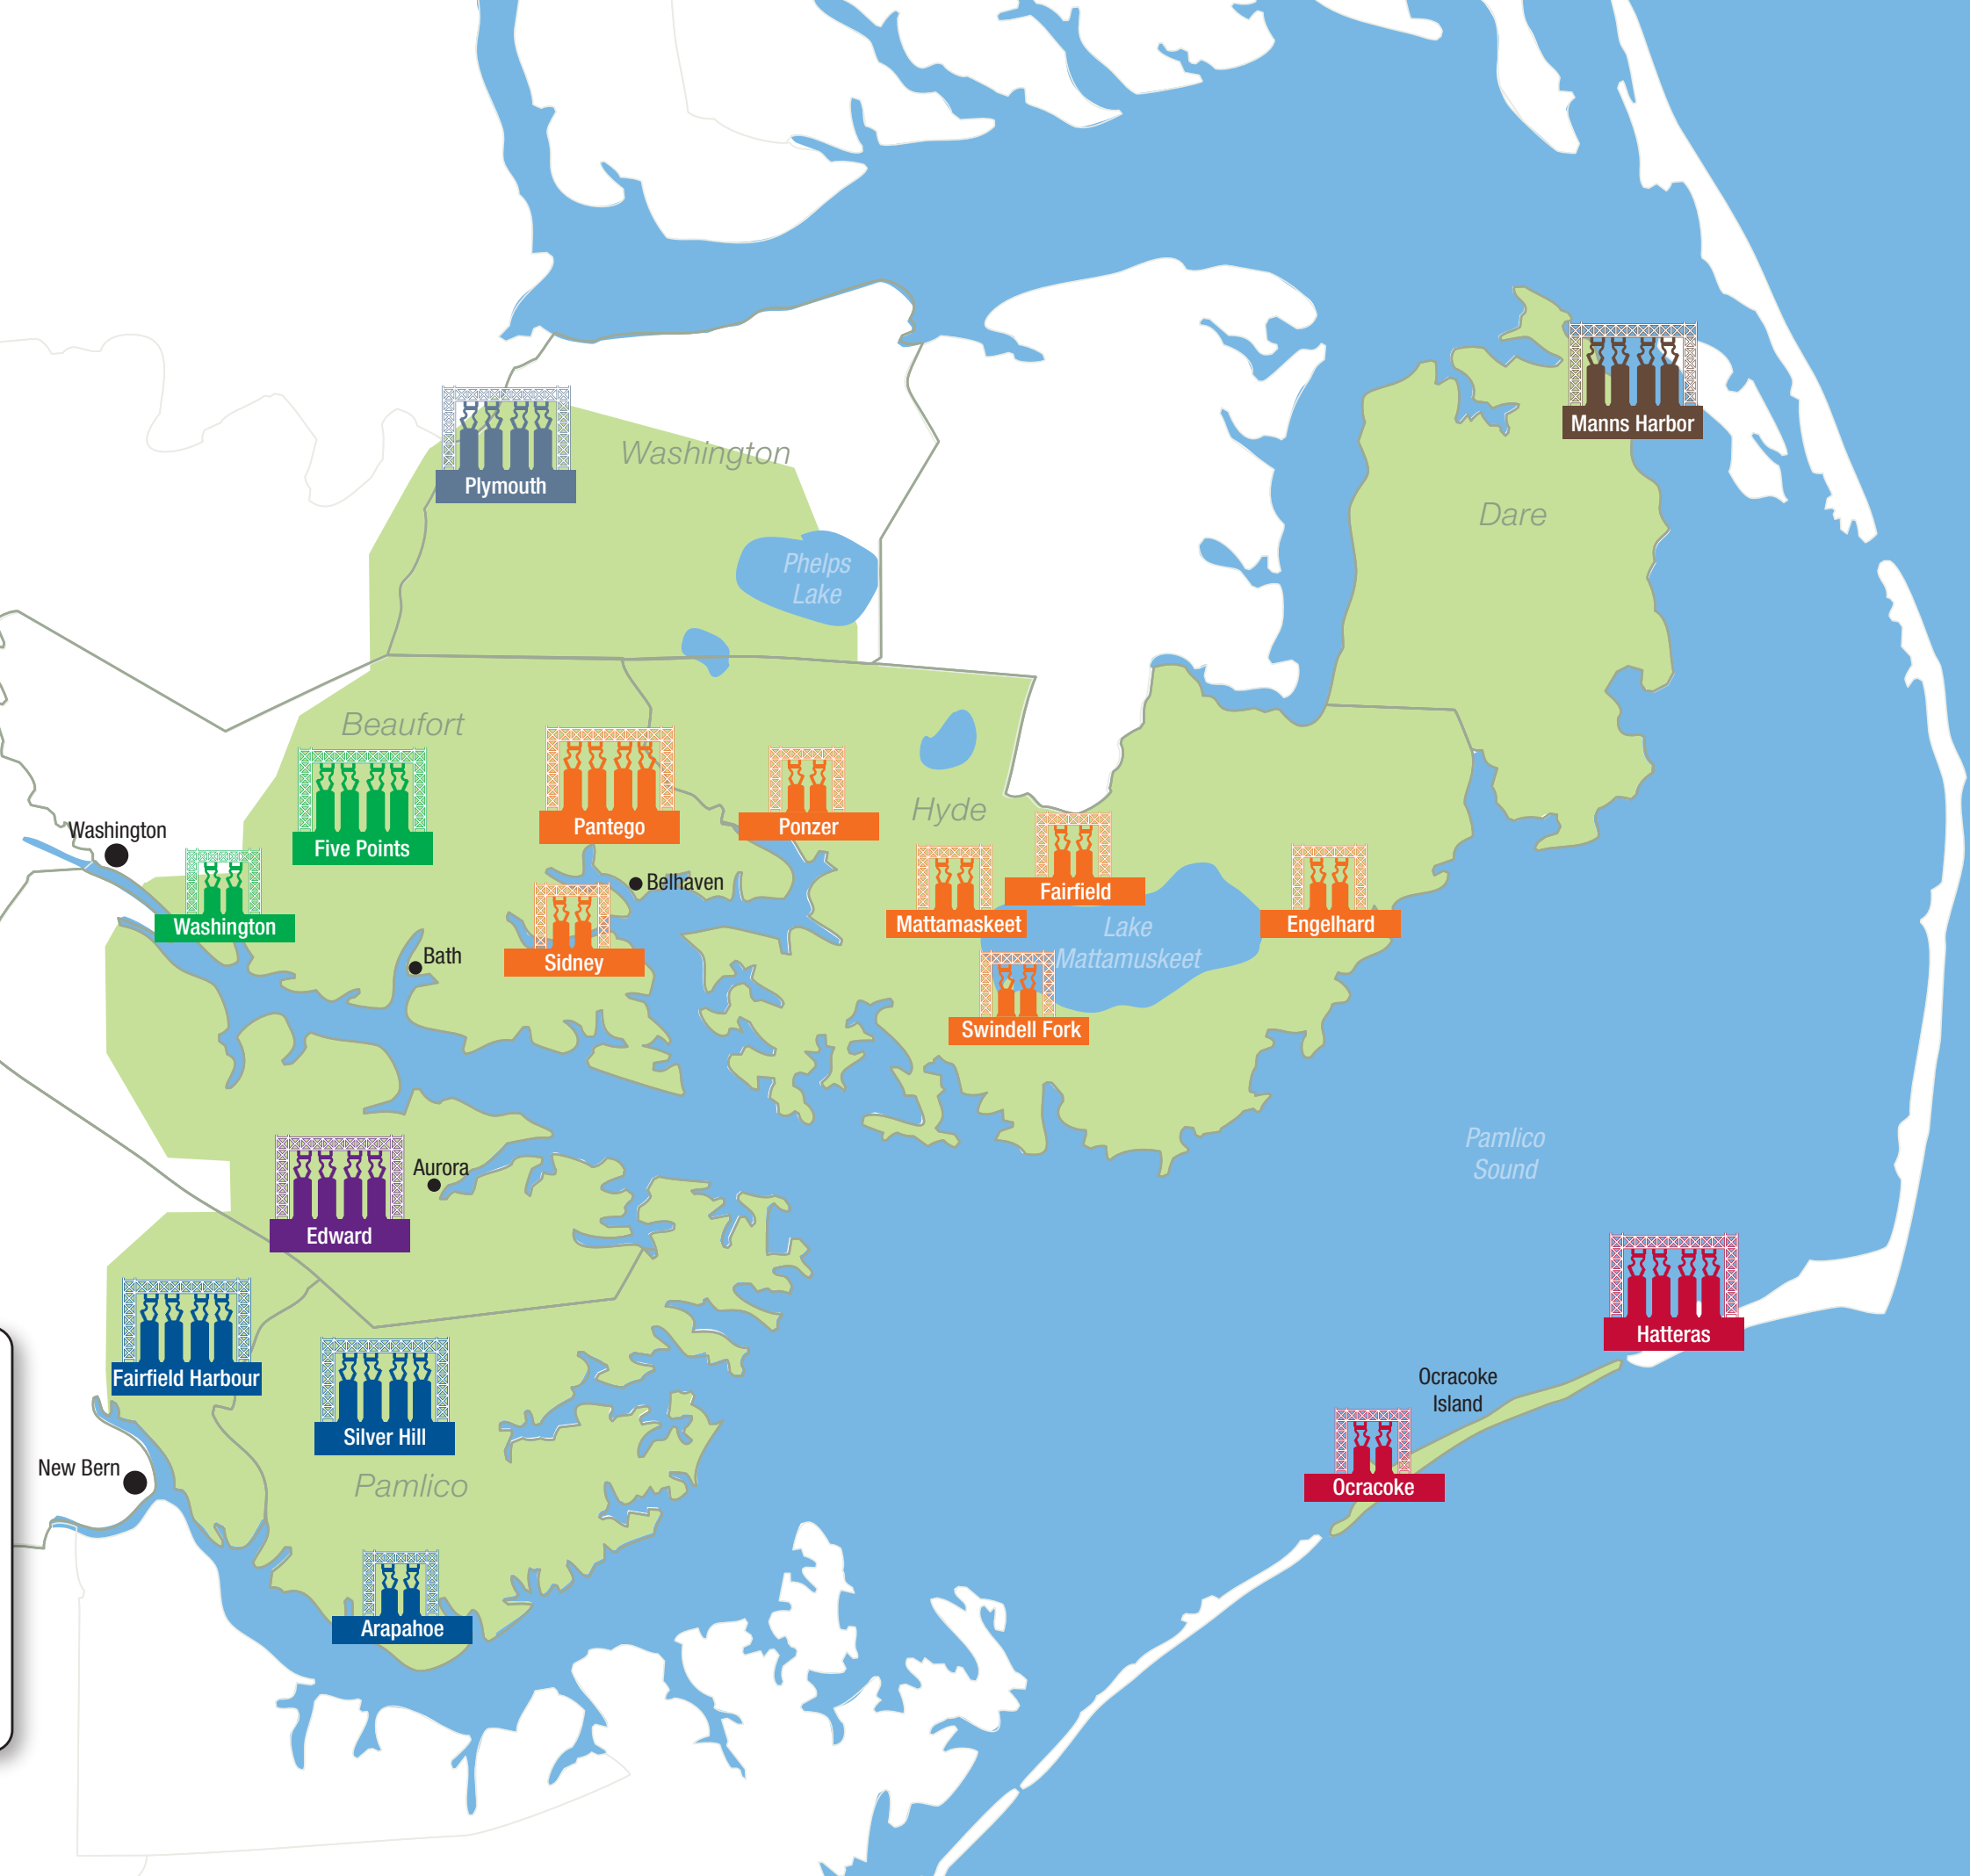 Manns Harbor
Washington
Plymouth
Dare
Phelps
Lake
Beaufort
Hyde
Pantego
Ponzer
Washington
Five Points
Belhaven
Fairfield
Mattamaskeet
Engelhard
Washington
Lake
Mattamuskeet
Bath
Sidney
Swindell Fork
Pamlico
Sound
Aurora
Edward
Hatteras
Fairfield Harbour
Ocracoke
Island
Silver Hill
New Bern
Pamlico
Ocracoke
Arapahoe